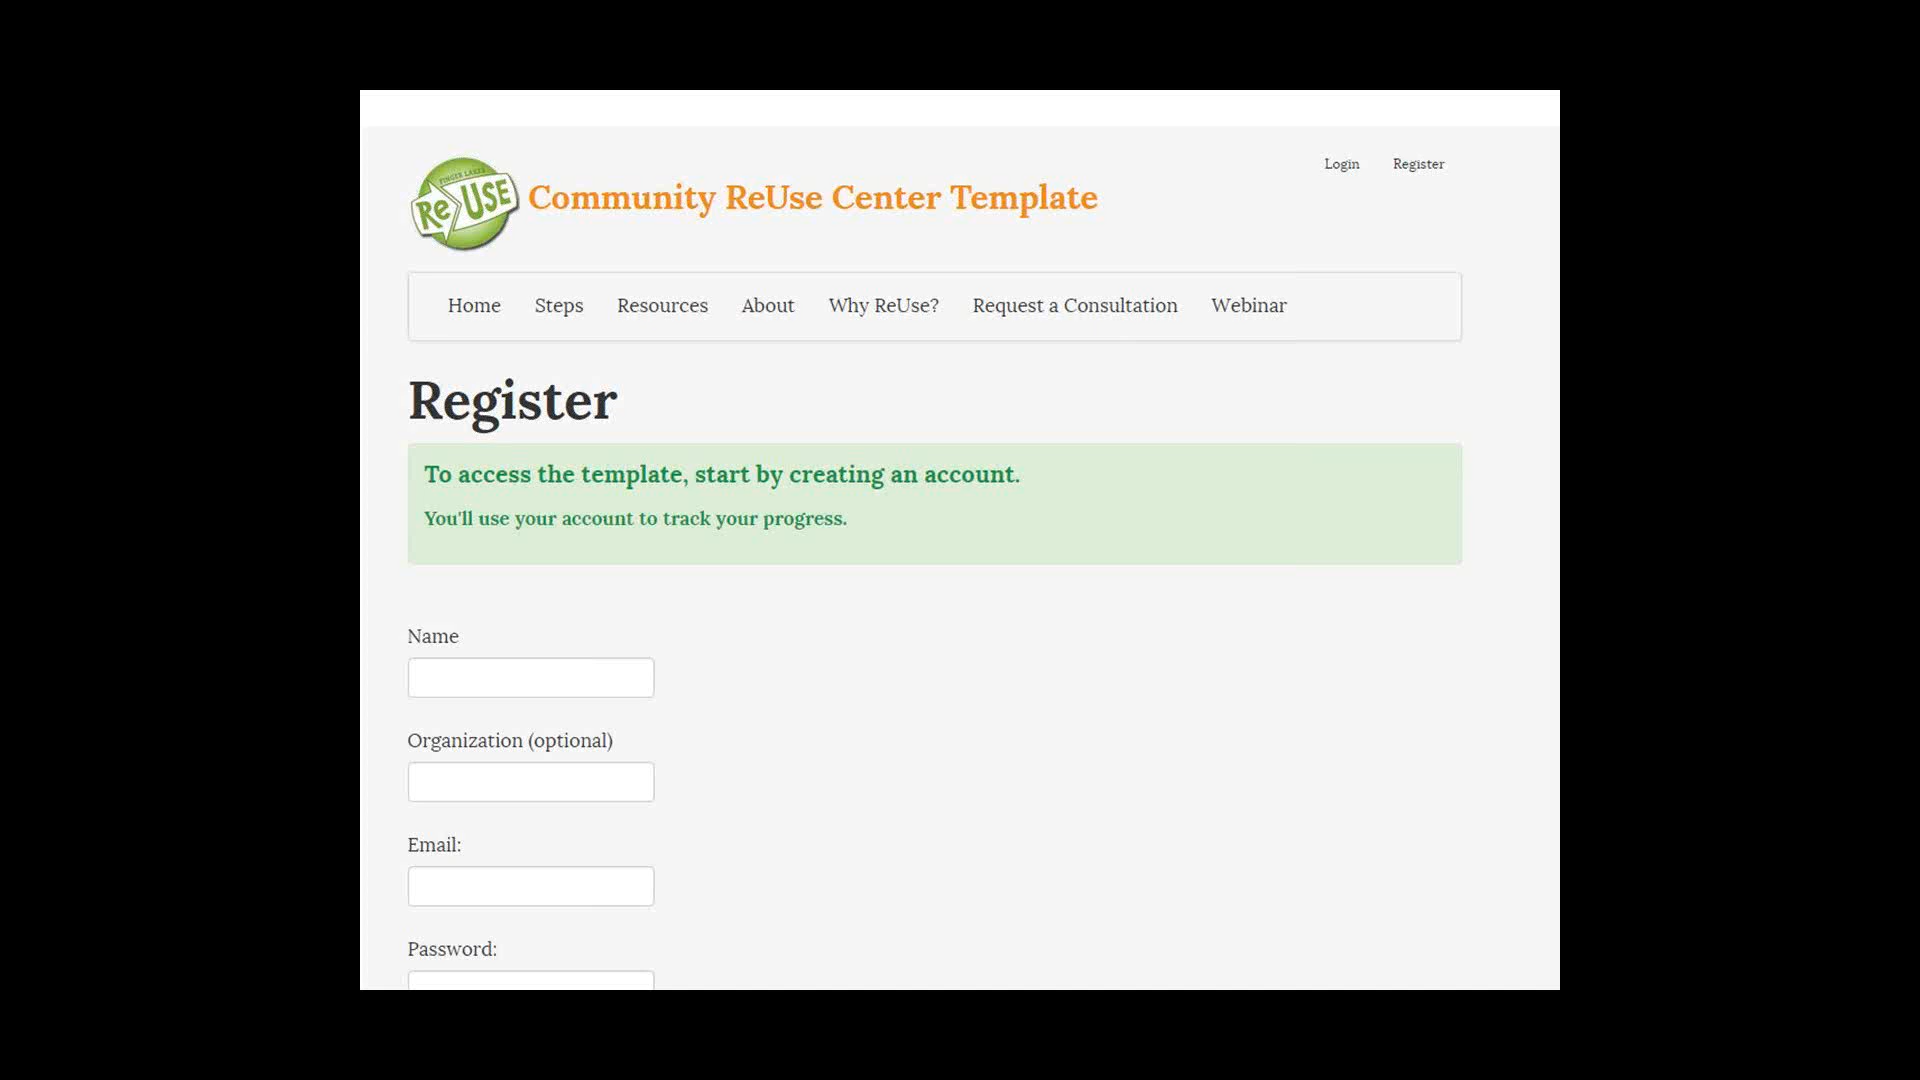 FINGER LAKES
ReUSE
Community ReUse Center Template
Login Register
Home Steps Resources About Why ReUse? Request a Consultation Webinar
Register
To access the template, start by creating an account.
You'll use your account to track your progress.
Name
Organization (optional)
Email:
Password: